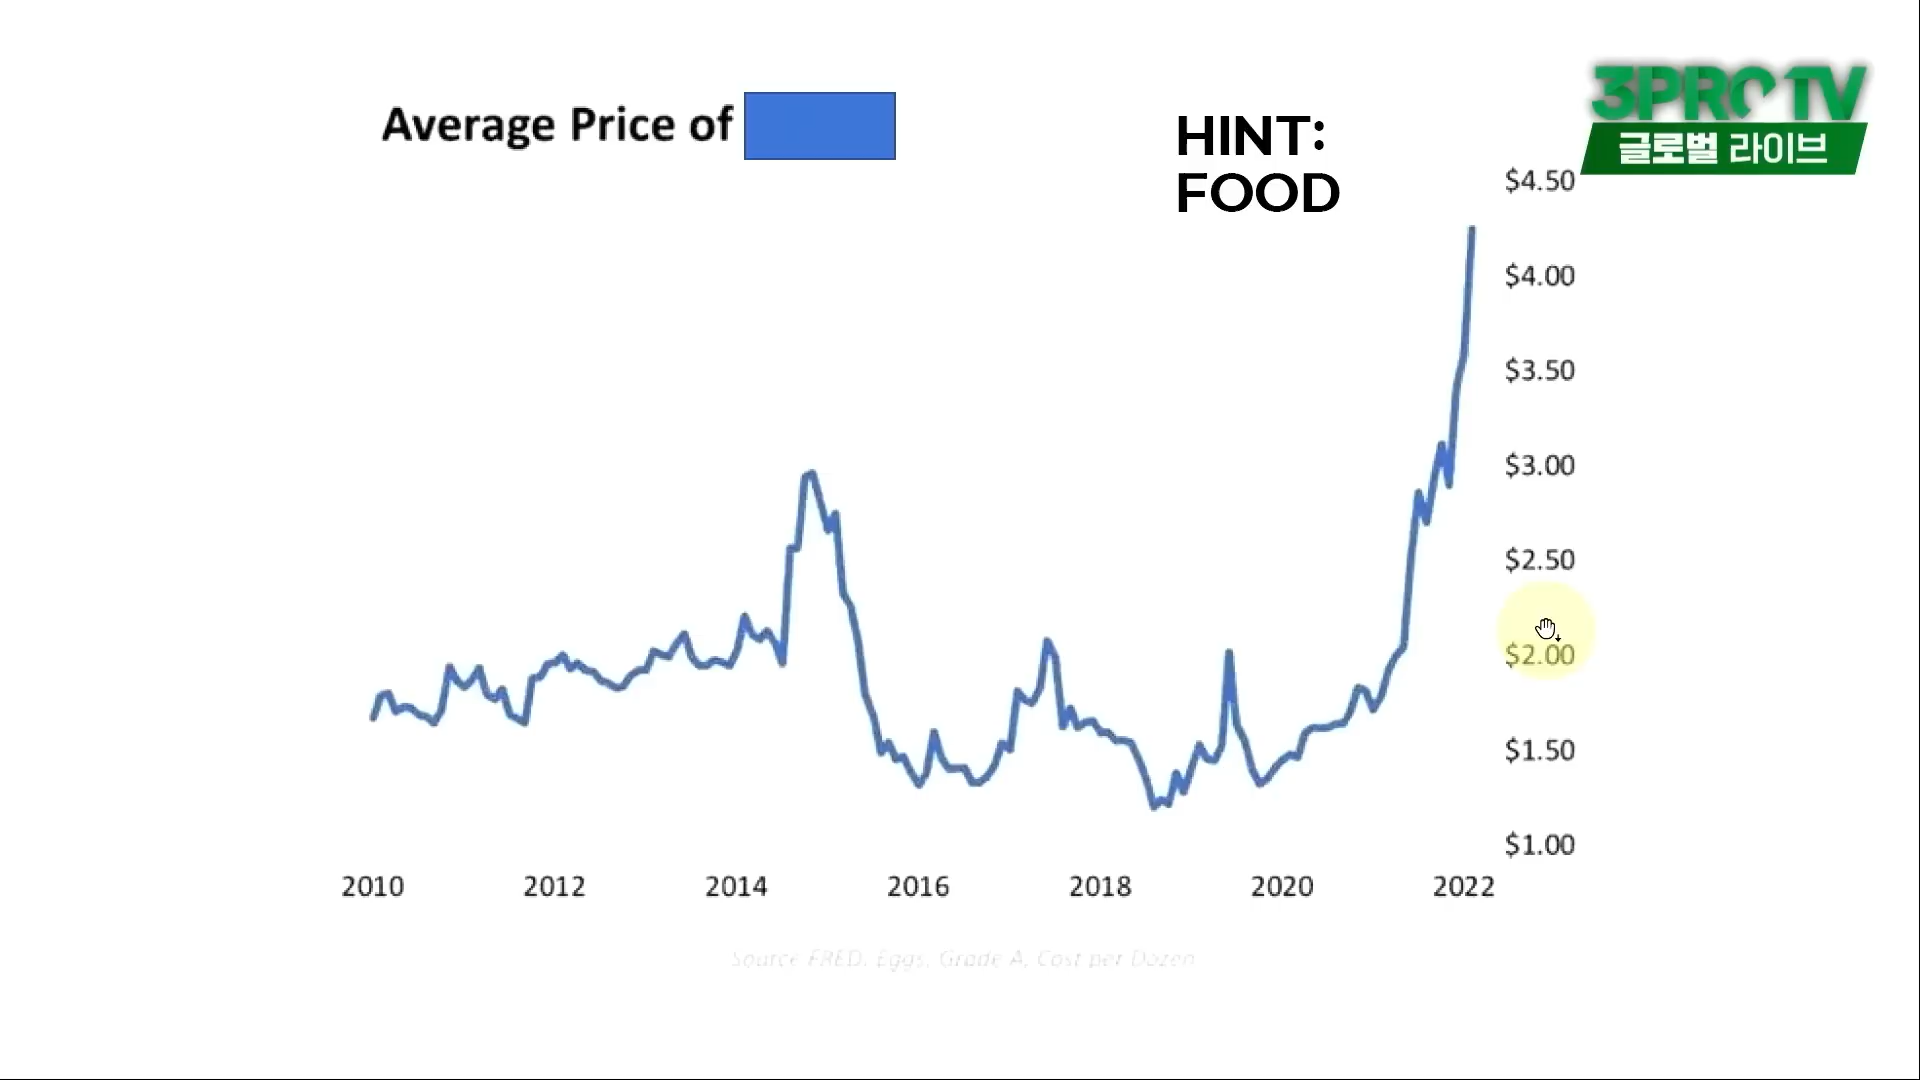 3PRO TV
글로벌 라이브
Average Price of
HINT:
FOOD
$4.50
$4.00
$3.50
$3.00
$2.50
$2.00
$1.50
$1.00
2010 2012 2014 2016 2018 2020 2022
Source FRED. Eggs, Grade A, Cost per Dozen